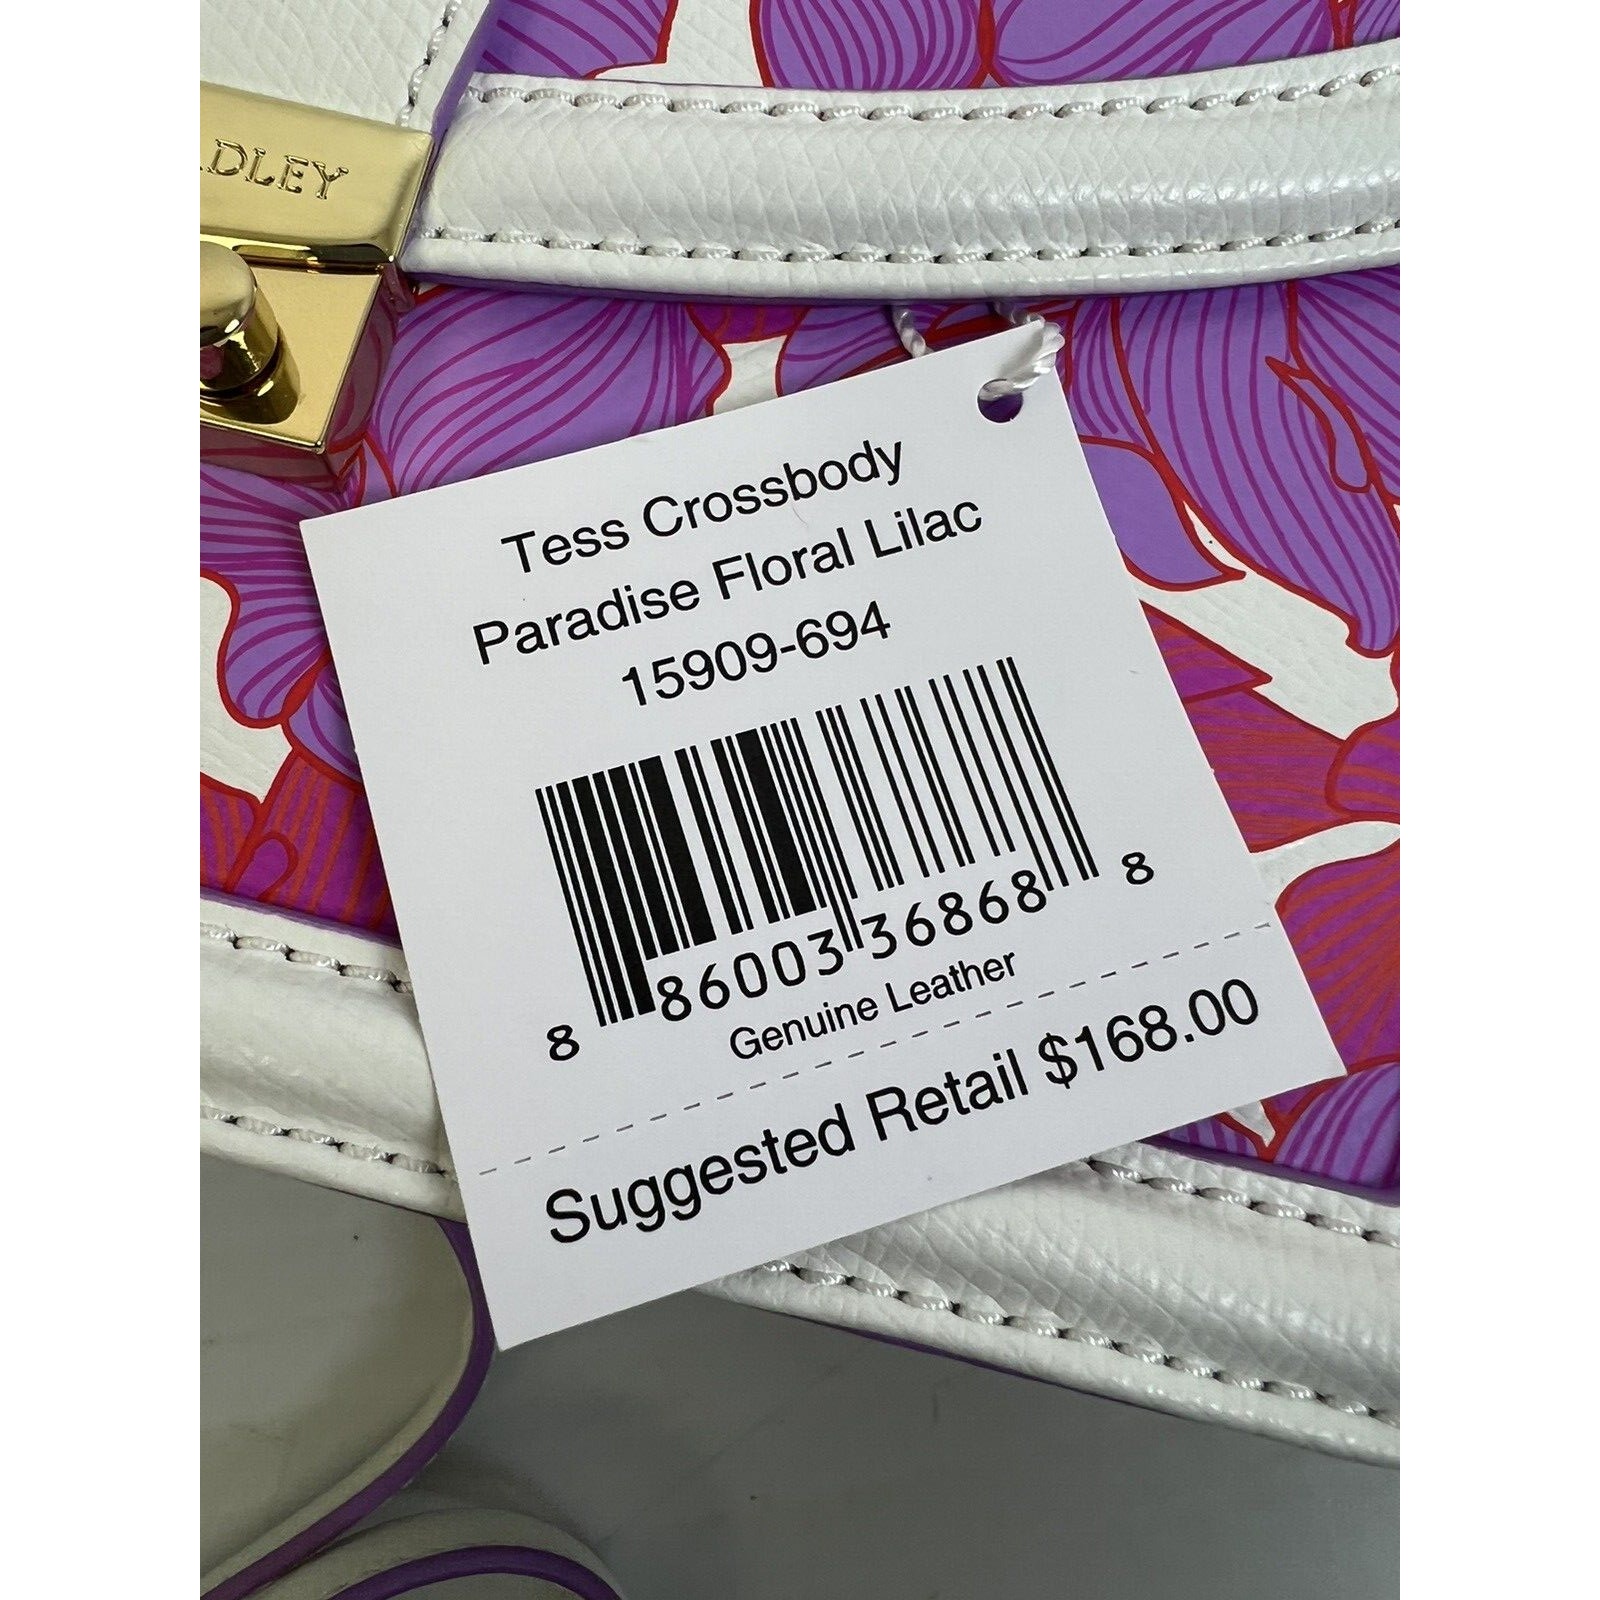 ADLEY
Tess Crossbody
Paradise Floral Lilac
15909-694
8 86003 36868 8
Genuine Leather
Suggested Retail $168.00